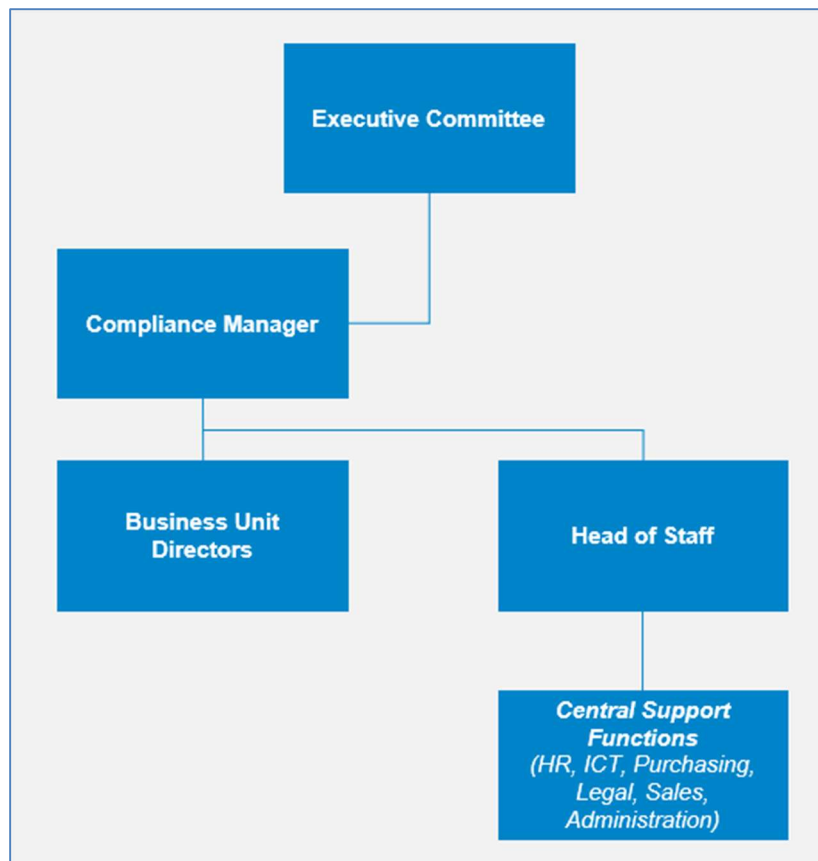 Executive Committee
Compliance Manager
Business Unit
Directors
Head of Staff
Central Support
Functions
(HR, ICT, Purchasing,
Legal, Sales,
Administration)